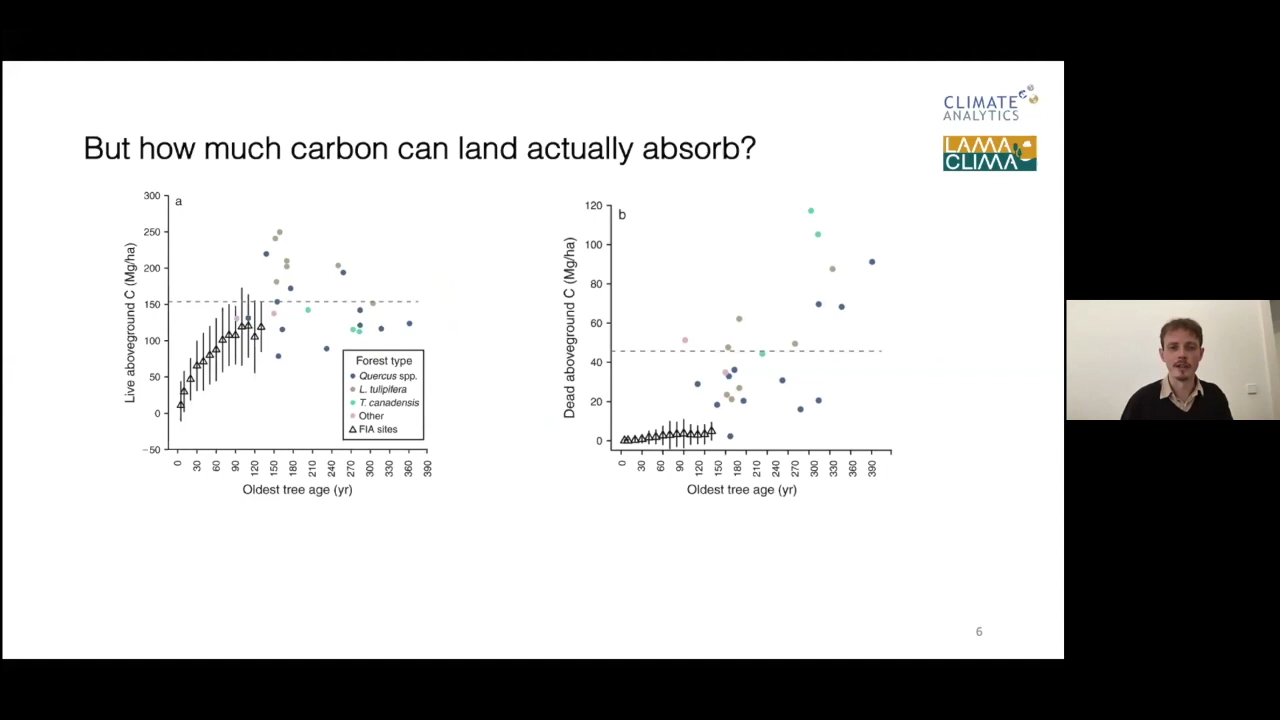 CLIMATE
ANALYTICS
LAMA
CLIMA
But how much carbon can land actually absorb?
a
Live aboveground C (Mg/ha)
300
250
200
150
100
50
0
−50
0 30 60 90 120 150 180 210 240 270 300 330 360 390
Oldest tree age (yr)
Forest type
Quercus spp.
L. tulipifera
T. canadensis
Other
FIA sites
b
Dead aboveground C (Mg/ha)
120
100
80
60
40
20
0
0 30 60 90 120 150 180 210 240 270 300 330 360 390
Oldest tree age (yr)
6